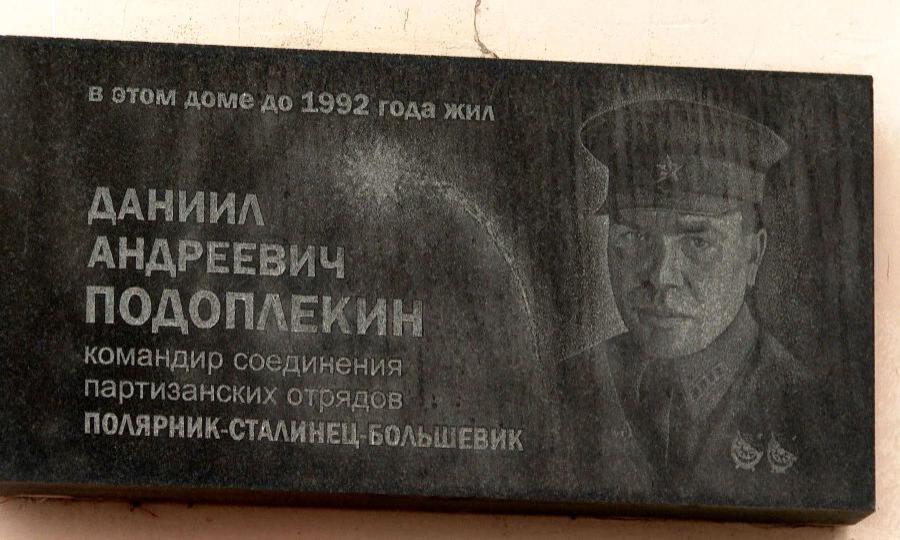 в этом доме до 1992 года жил
ДАНИИЛ
АНДРЕЕВИЧ
ПОДОПЛЕКИН
командир соединения
партизанских отрядов
ПОЛЯРНИК-СТАЛИНЕЦ-БОЛЬШЕВИК